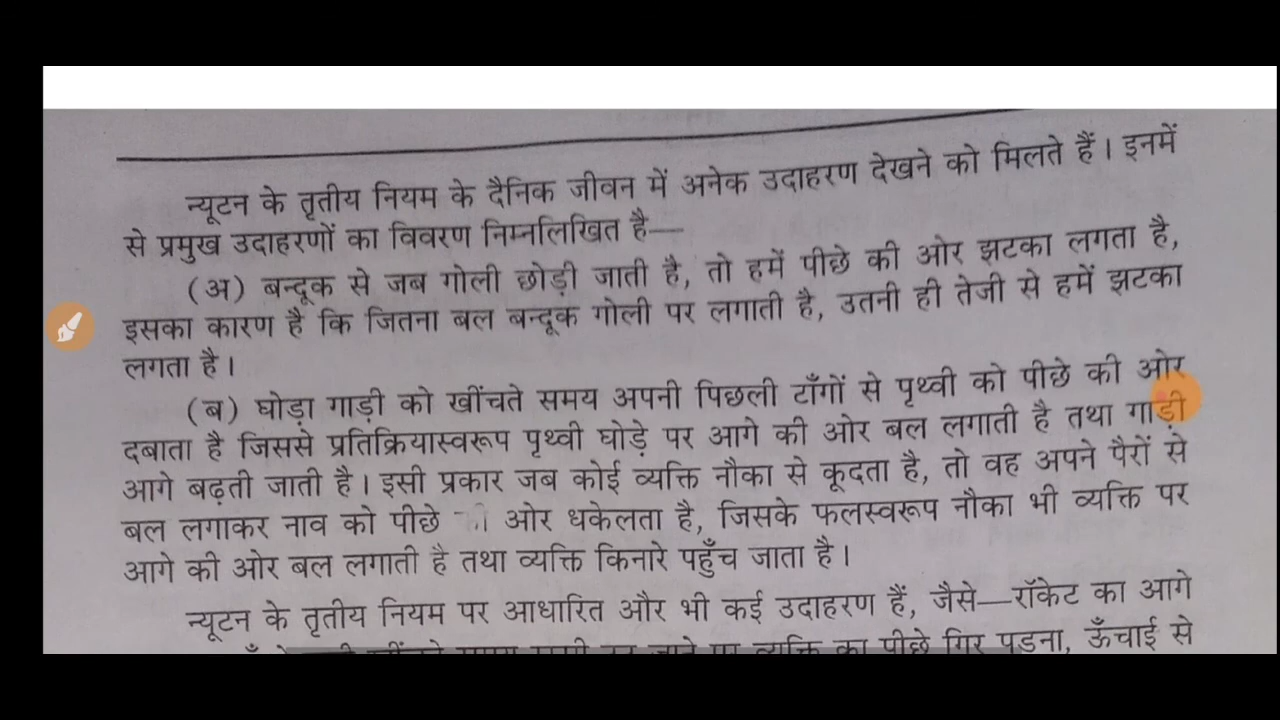 न्यूटन के तृतीय नियम के दैनिक जीवन में अनेक उदाहरण देखने को मिलते हैं। इनमें
से प्रमुख उदाहरणों का विवरण निम्नलिखित है—
(अ) बन्दूक से जब गोली छोड़ी जाती है, तो हमें पीछे की ओर झटका लगता है,
इसका कारण है कि जितना बल बन्दूक गोली पर लगाती है, उतनी ही तेजी से हमें झटका
लगता है।
(ब) घोड़ा गाड़ी को खींचते समय अपनी पिछली टाँगों से पृथ्वी को पीछे की ओर
दबाता है जिससे प्रतिक्रियास्वरूप पृथ्वी घोड़े पर आगे की ओर बल लगाती है तथा गाड़ी
आगे बढ़ती जाती है। इसी प्रकार जब कोई व्यक्ति नौका से कूदता है, तो वह अपने पैरों से
बल लगाकर नाव को पीछे ओर धकेलता है, जिसके फलस्वरूप नौका भी व्यक्ति पर
आगे की ओर बल लगाती है तथा व्यक्ति किनारे पहुँच जाता है।
न्यूटन के तृतीय नियम पर आधारित और भी कई उदाहरण हैं, जैसे—रॉकेट का आगे
व्यक्ति का पीछे गिर पड़ना, ऊँचाई से